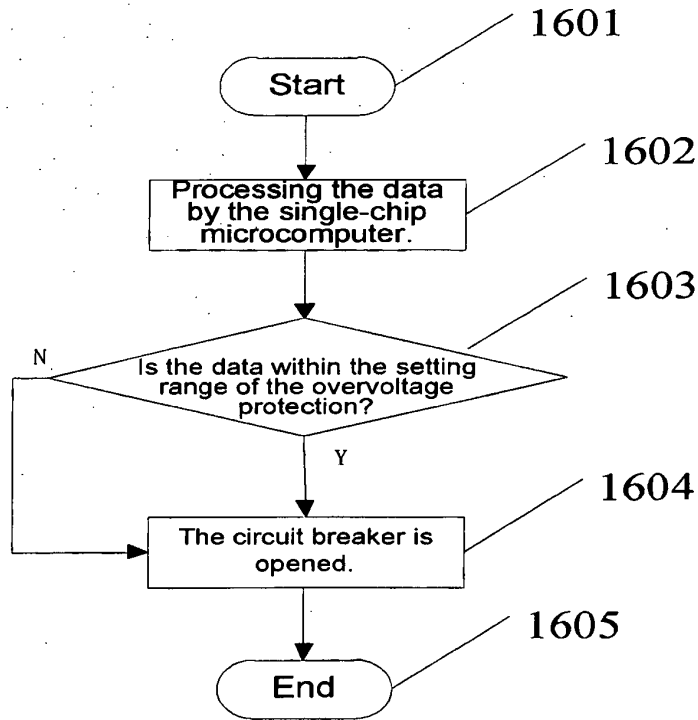 1601
Start
1602
Processing the data
by the single-chip
microcomputer.
1603
N
Is the data within the setting
range of the overvoltage
protection?
Y
1604
The circuit breaker is
opened.
1605
End